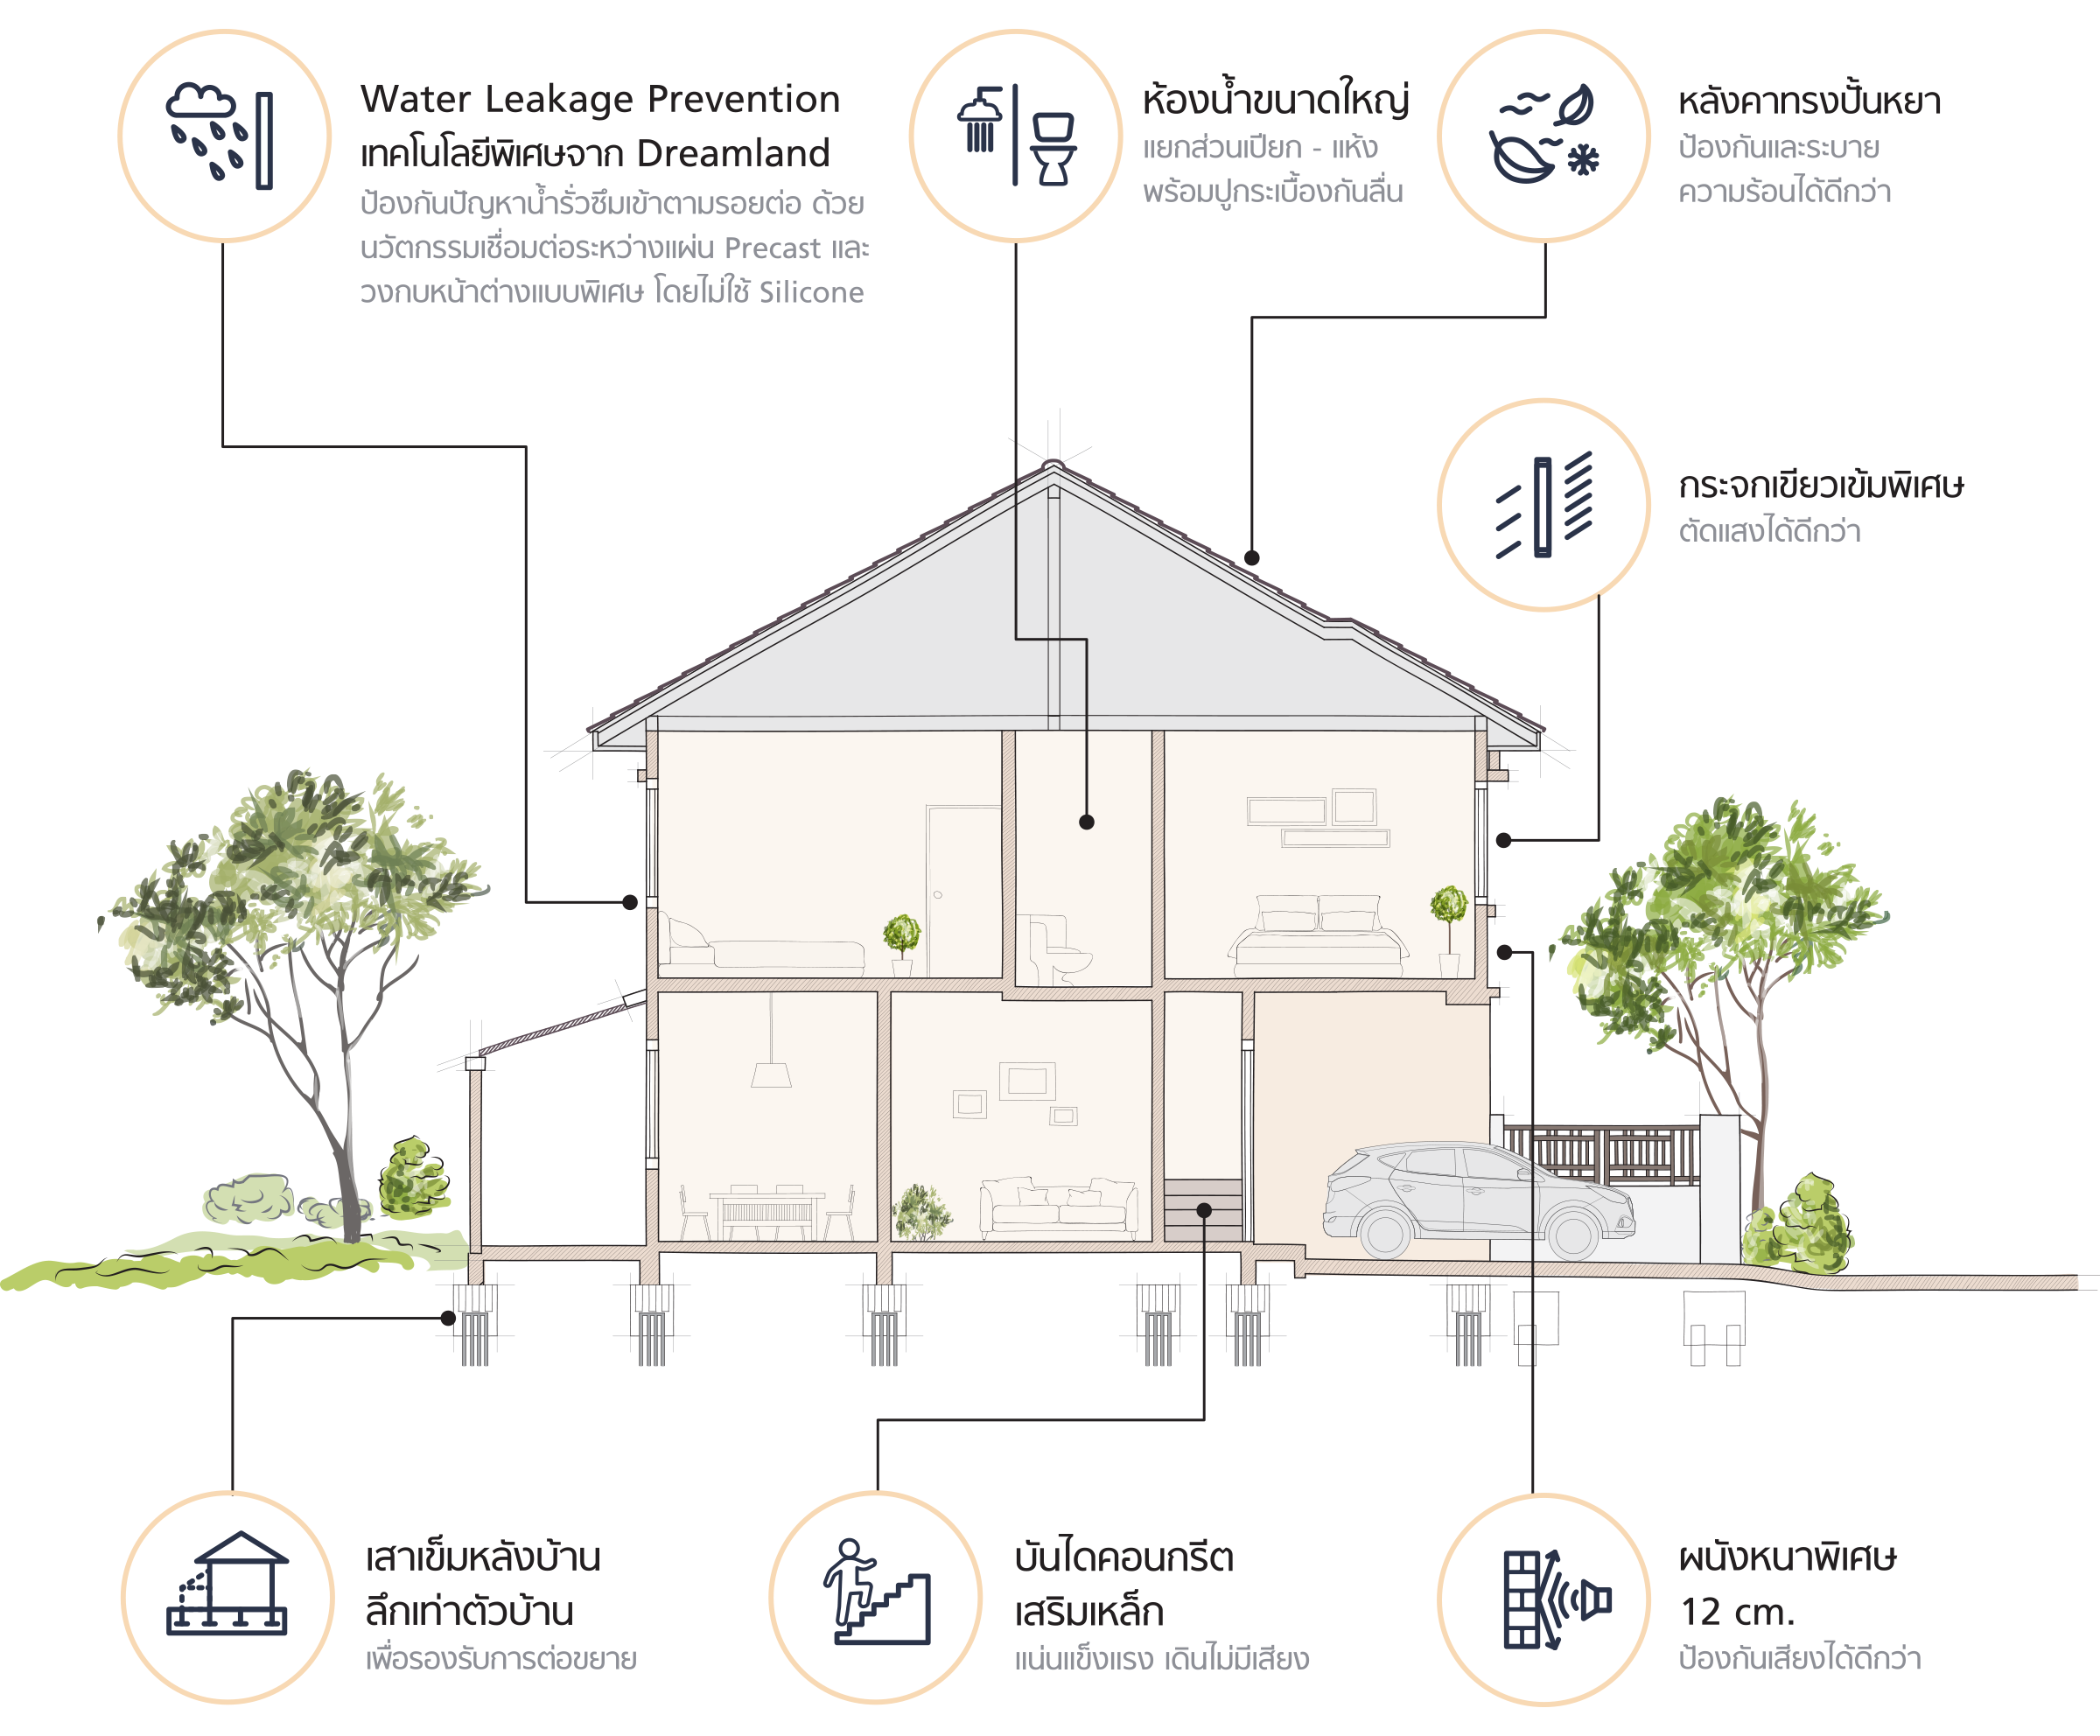 Water Leakage Prevention
เทคโนโลยีพิเศษจาก Dreamland
ป้องกันปัญหาน้ำรั่วซึมเข้าตามรอยต่อ ด้วย
นวัตกรรมเชื่อมต่อระหว่างแผ่น Precast และ
วงกบหน้าต่างแบบพิเศษ โดยไม่ใช้ Silicone
ห้องน้ำขนาดใหญ่
แยกส่วนเปียก - แห้ง
พร้อมปูกระเบื้องกันลื่น
หลังคาทรงปั้นหยา
ป้องกันและระบาย
ความร้อนได้ดีกว่า
กระจกเขียวเข้มพิเศษ
ตัดแสงได้ดีกว่า
เสาเข็มหลังบ้าน
ลึกเท่าตัวบ้าน
เพื่อรองรับการต่อขยาย
บันไดคอนกรีต
เสริมเหล็ก
แน่นแข็งแรง เดินไม่มีเสียง
ผนังหนาพิเศษ
12 cm.
ป้องกันเสียงได้ดีกว่า